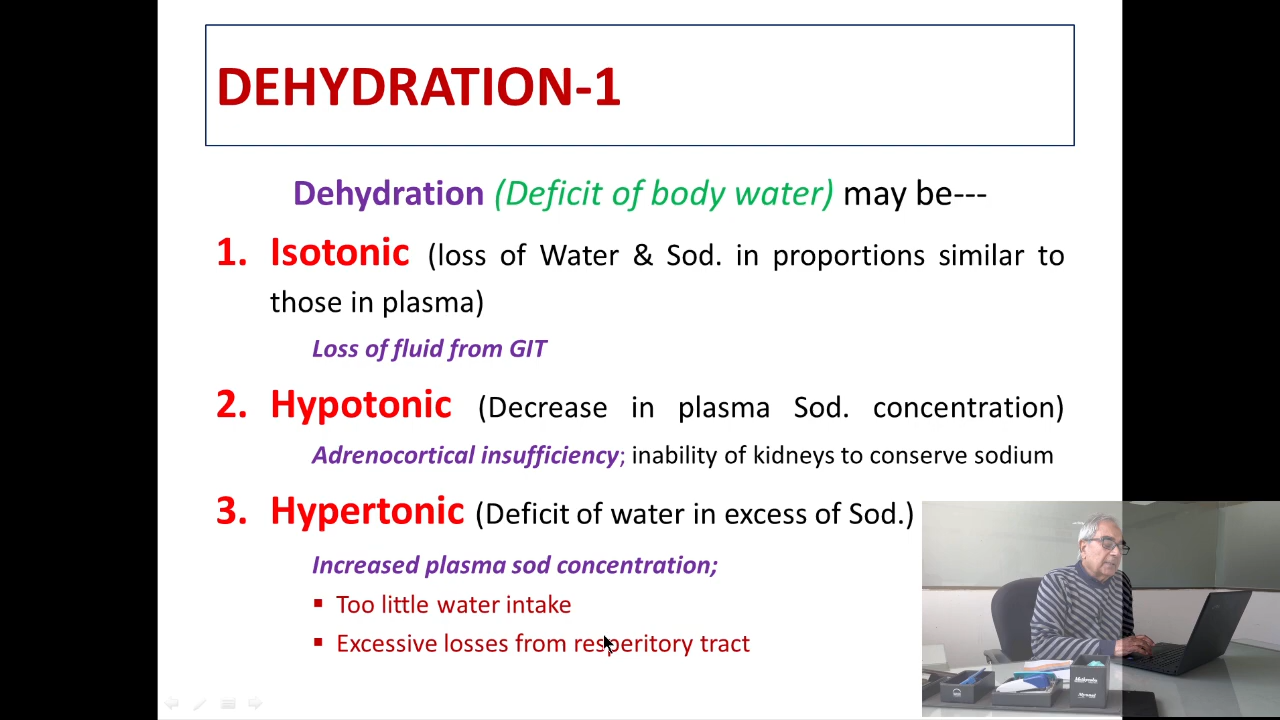 DEHYDRATION-1
Dehydration (Deficit of body water) may be---
1. Isotonic (loss of Water & Sod. in proportions similar to
those in plasma)
Loss of fluid from GIT
2. Hypotonic (Decrease in plasma Sod. concentration)
Adrenocortical insufficiency; inability of kidneys to conserve sodium
3. Hypertonic (Deficit of water in excess of Sod.)
Increased plasma sod concentration;
▪ Too little water intake
▪ Excessive losses from resperitory tract